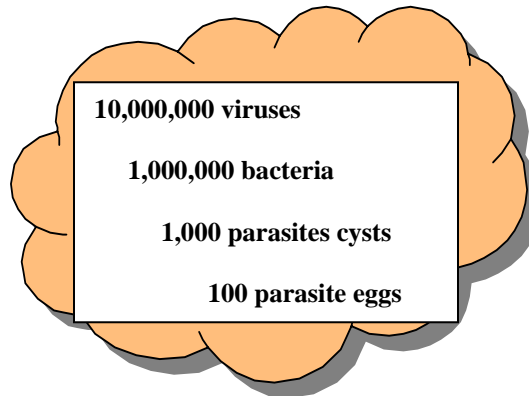 10,000,000 viruses
1,000,000 bacteria
1,000 parasites cysts
100 parasite eggs